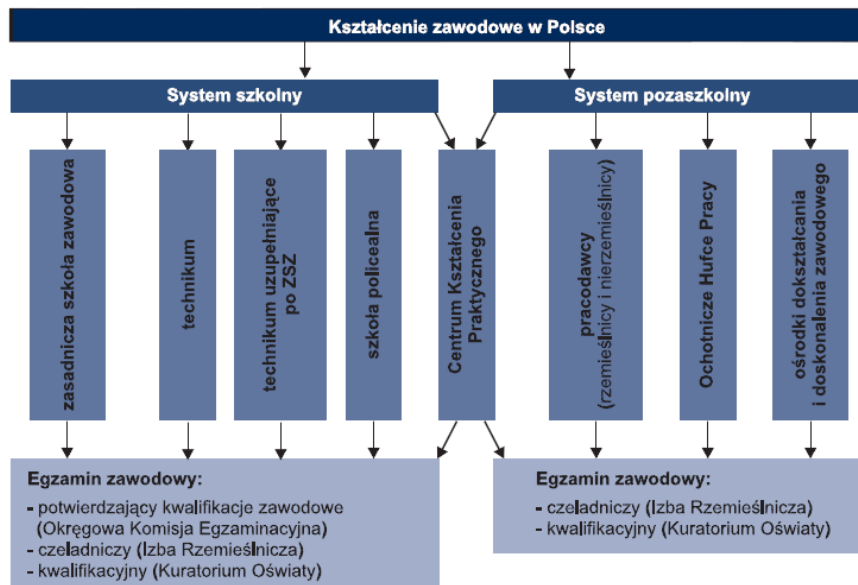 Kształcenie zawodowe w Polsce
System szkolny
System pozaszkolny
zasadnicza szkoła zawodowa
technikum
technikum uzupełniające
po ZSZ
szkoła policealna
Centrum Kształcenia
Praktycznego
pracodawcy
(rzemieślnicy i nierzemieślnicy)
Ochotnicze Hufce Pracy
ośrodki dokształcania
i doskonalenia zawodowego
Egzamin zawodowy:
- potwierdzający kwalifikacje zawodowe
(Okręgowa Komisja Egzaminacyjna)
- czeladniczy (Izba Rzemieślnicza)
- kwalifikacyjny (Kuratorium Oświaty)
Egzamin zawodowy:
- czeladniczy (Izba Rzemieślnicza)
- kwalifikacyjny (Kuratorium Oświaty)